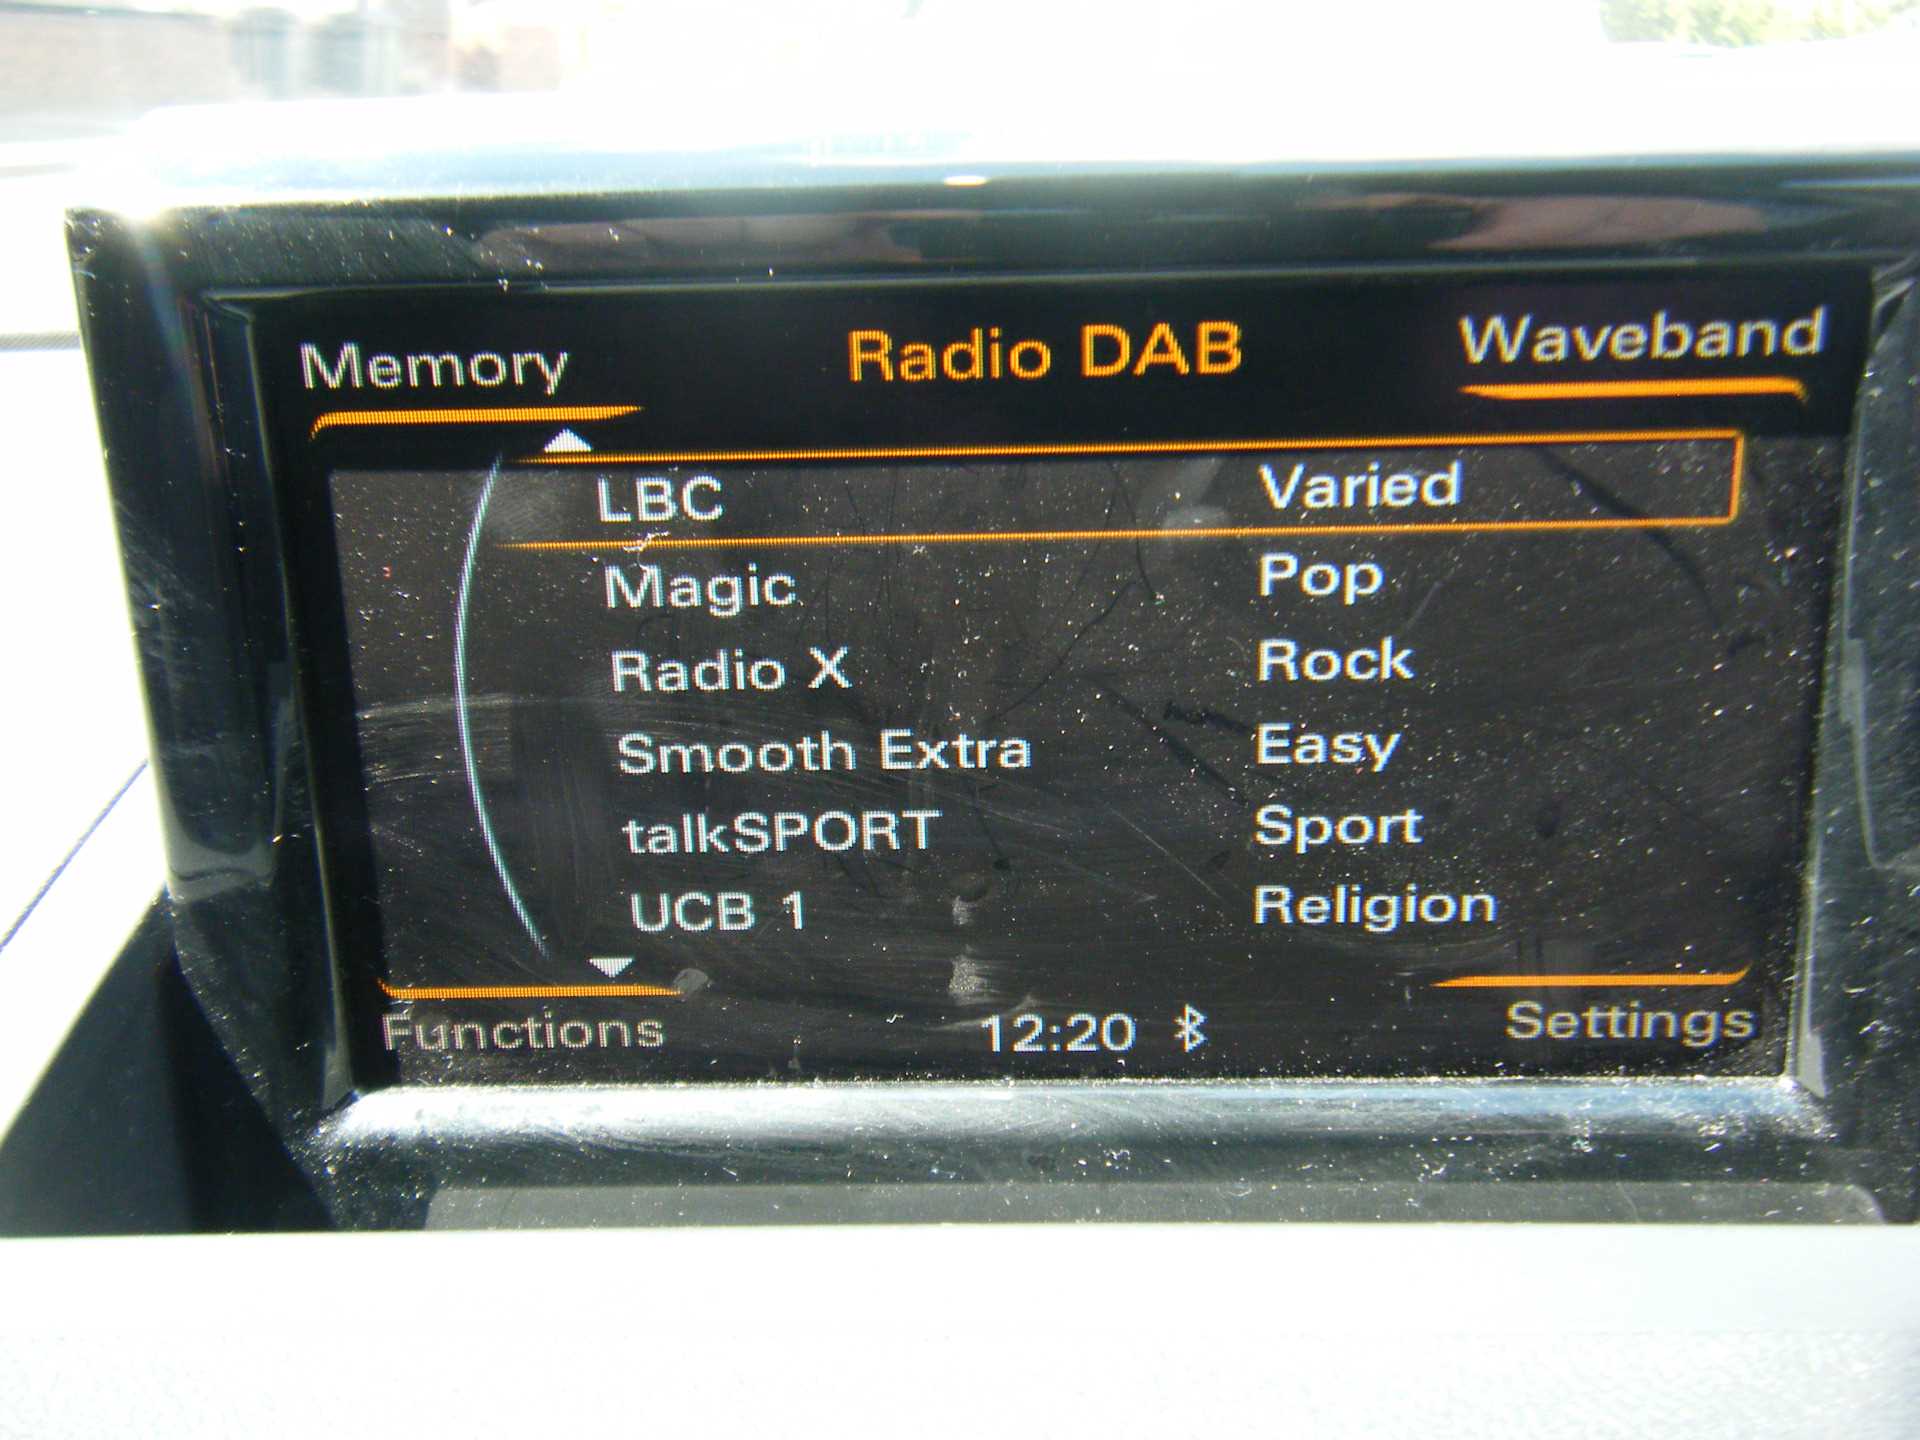 Memory Radio DAB Waveband
LBC Varied
Magic Pop
Radio X Rock
Smooth Extra Easy
talkSPORT Sport
UCB 1 Religion
Functions 12:20 Settings